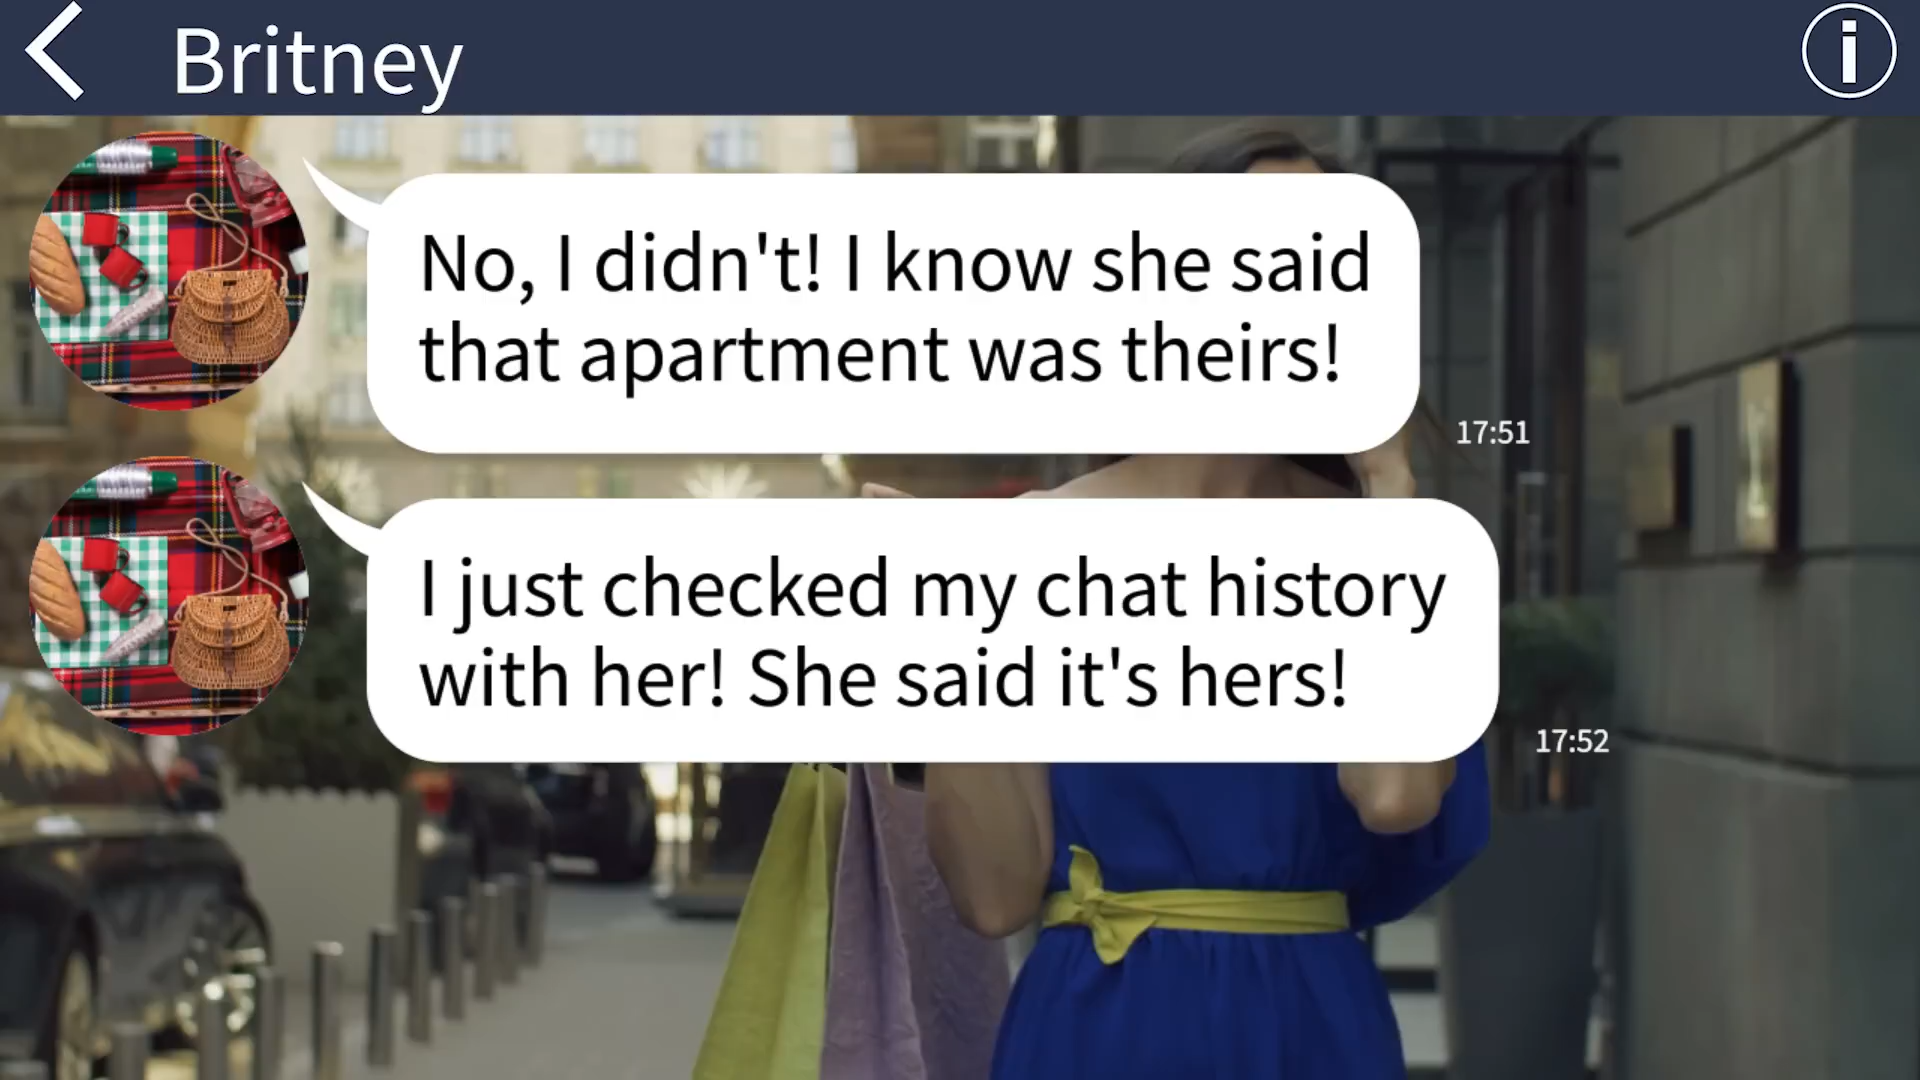 Britney
No, I didn't! I know she said
that apartment was theirs!
17:51
I just checked my chat history
with her! She said it's hers!
17:52